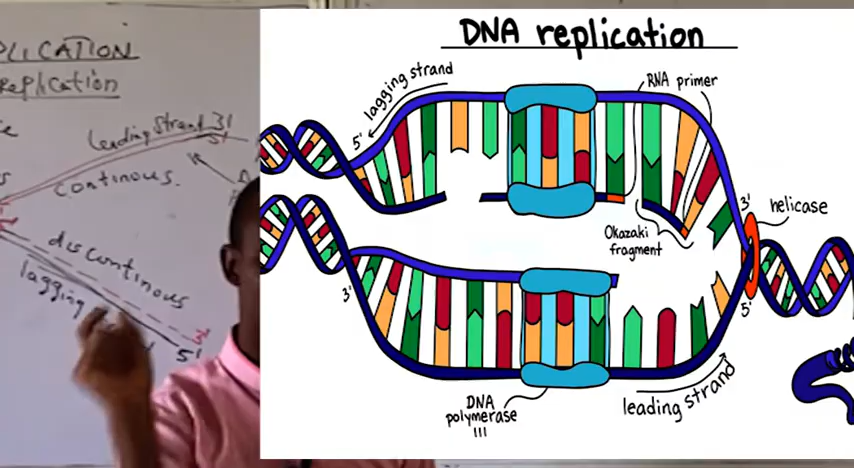 PLICATION
Replication
leading strand 3'
5'
continous.
discontinous
lagging
3'
5'
DNA replication
lagging strand
5'
RNA primer
3'
helicase
Okazaki
fragment
3'
5'
DNA
polymerase
III
leading strand